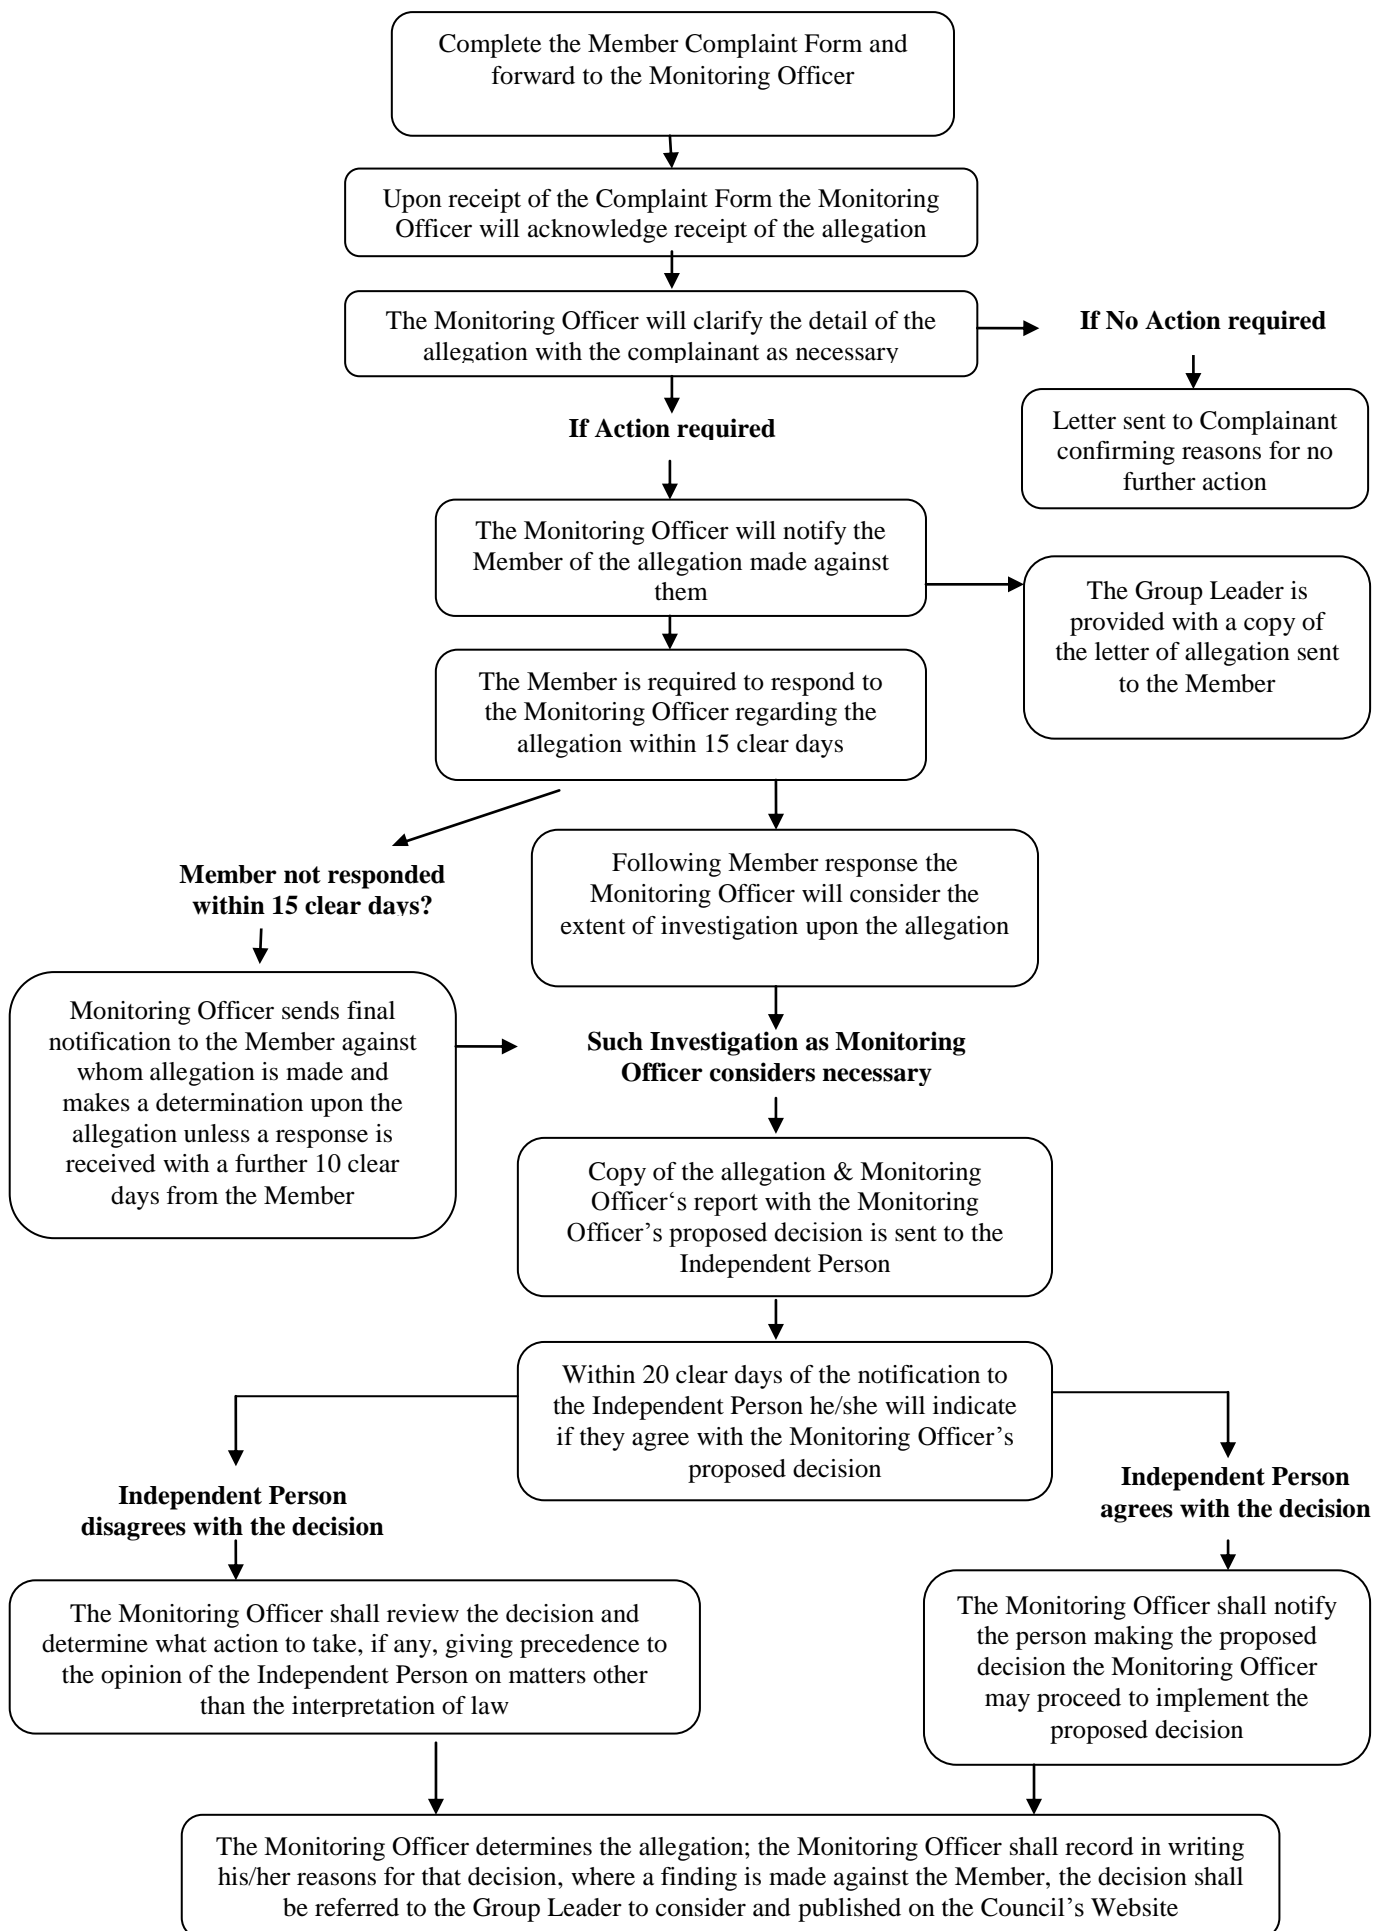 Complete the Member Complaint Form and
forward to the Monitoring Officer
Upon receipt of the Complaint Form the Monitoring
Officer will acknowledge receipt of the allegation
The Monitoring Officer will clarify the detail of the
allegation with the complainant as necessary
If No Action required
Letter sent to Complainant
confirming reasons for no
further action
If Action required
The Monitoring Officer will notify the
Member of the allegation made against
them
The Group Leader is
provided with a copy of
the letter of allegation sent
to the Member
The Member is required to respond to
the Monitoring Officer regarding the
allegation within 15 clear days
Member not responded
within 15 clear days?
Following Member response the
Monitoring Officer will consider the
extent of investigation upon the allegation
Monitoring Officer sends final
notification to the Member against
whom allegation is made and
makes a determination upon the
allegation unless a response is
received with a further 10 clear
days from the Member
Such Investigation as Monitoring
Officer considers necessary
Copy of the allegation & Monitoring
Officer‘s report with the Monitoring
Officer’s proposed decision is sent to the
Independent Person
Within 20 clear days of the notification to
the Independent Person he/she will indicate
if they agree with the Monitoring Officer’s
proposed decision
Independent Person
disagrees with the decision
Independent Person
agrees with the decision
The Monitoring Officer shall review the decision and
determine what action to take, if any, giving precedence to
the opinion of the Independent Person on matters other
than the interpretation of law
The Monitoring Officer shall notify
the person making the proposed
decision the Monitoring Officer
may proceed to implement the
proposed decision
The Monitoring Officer determines the allegation; the Monitoring Officer shall record in writing
his/her reasons for that decision, where a finding is made against the Member, the decision shall
be referred to the Group Leader to consider and published on the Council’s Website